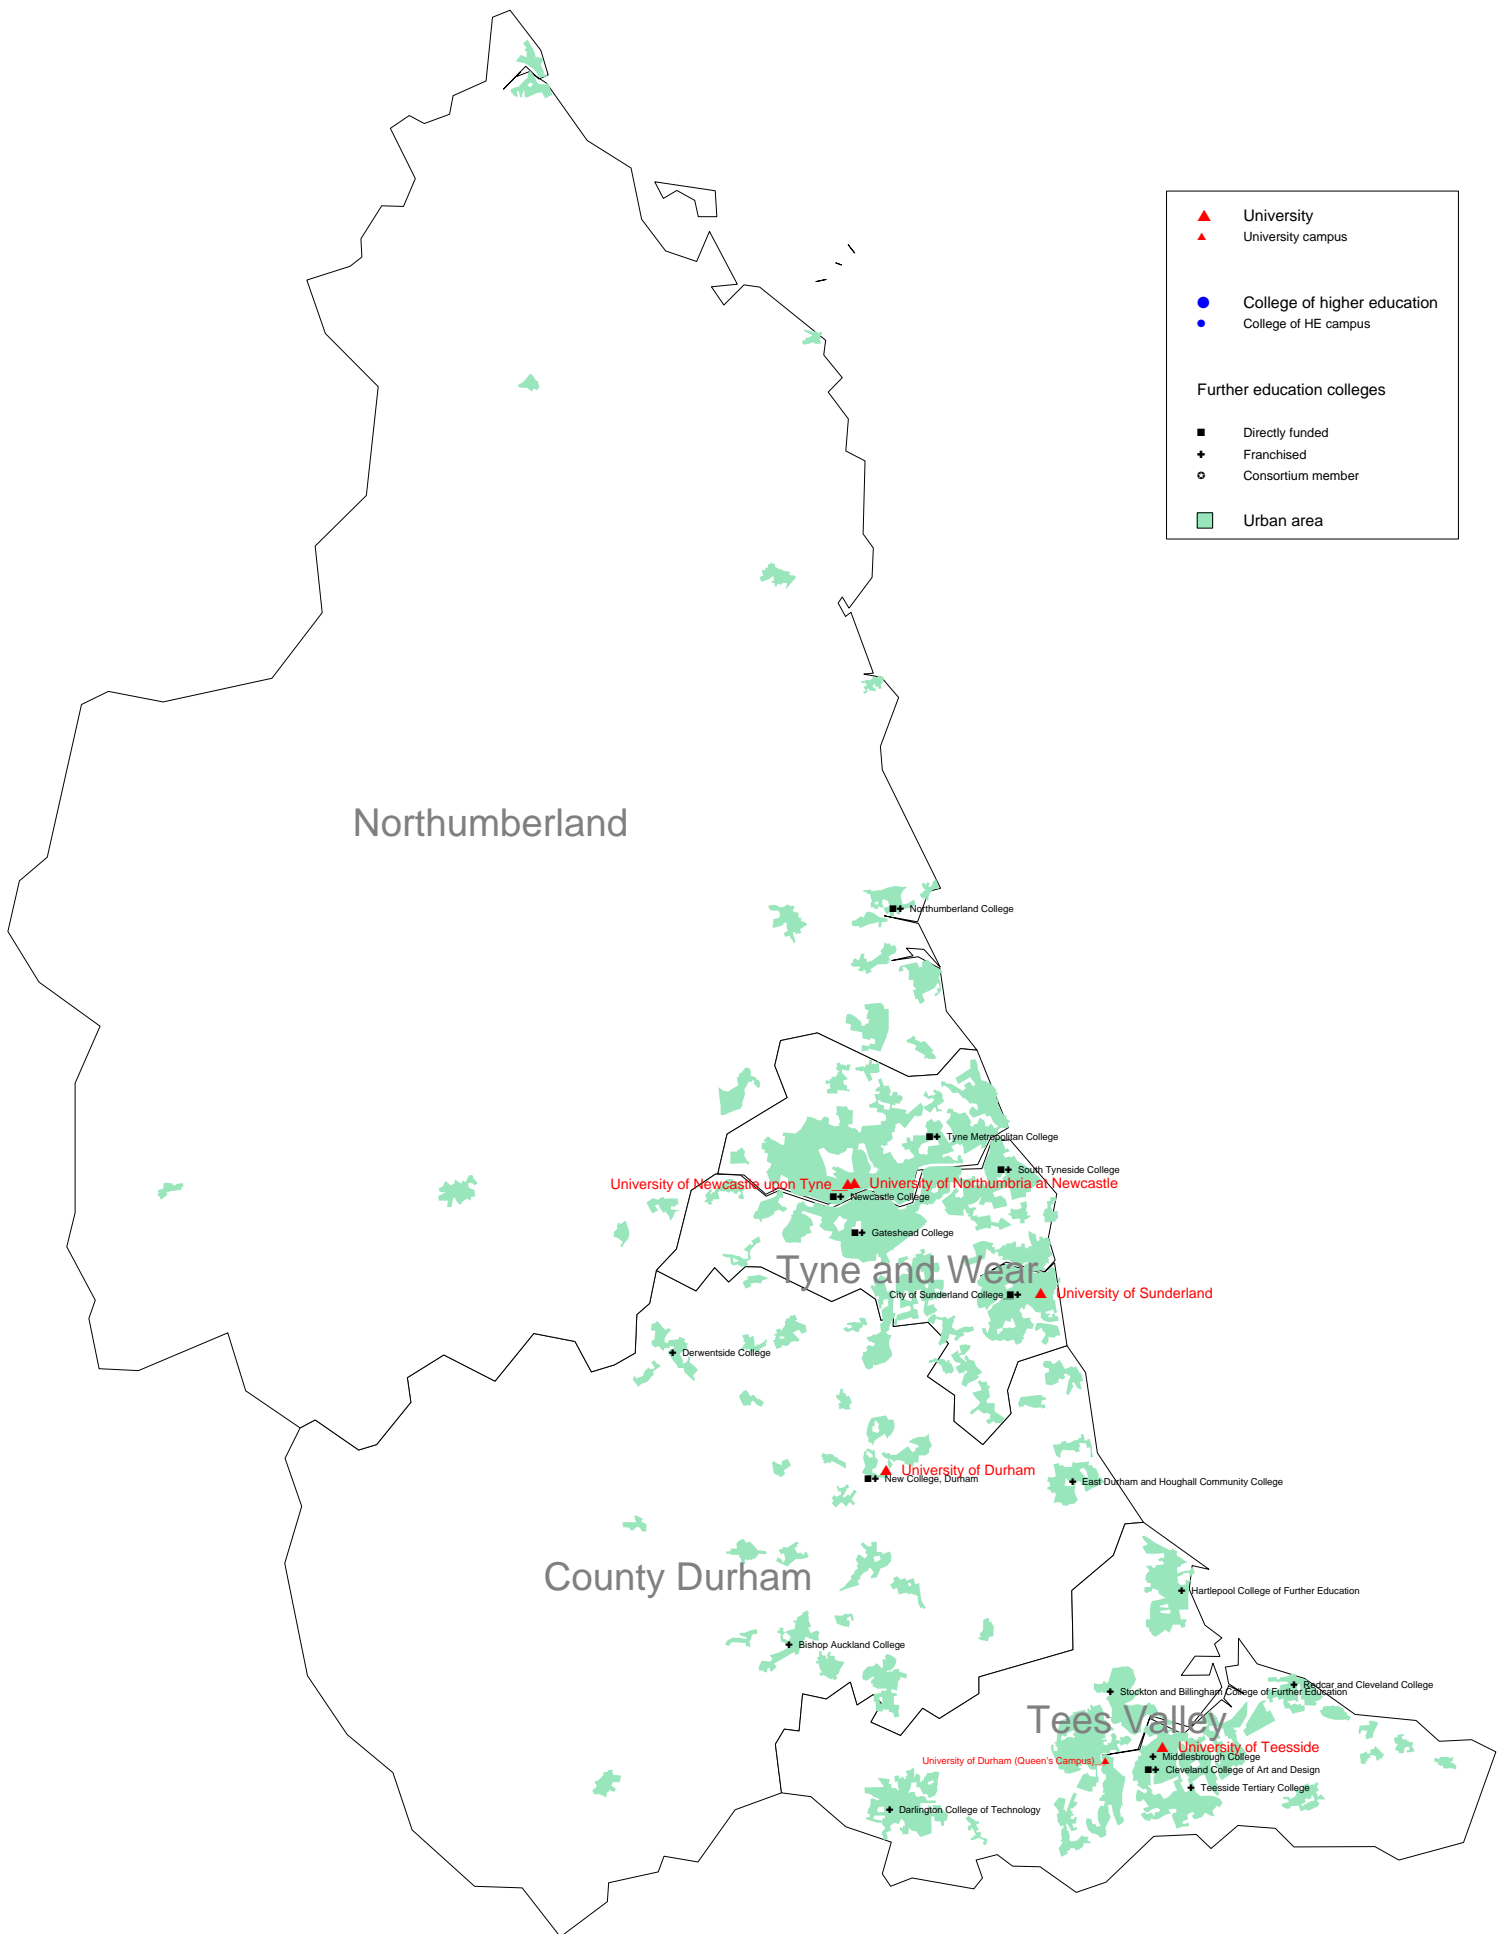 University
University campus
College of higher education
College of HE campus
Further education colleges
Directly funded
Franchised
Consortium member
Urban area
Northumberland
Northumberland College
Tyne Metropolitan College
South Tyneside College
University of Newcastle upon Tyne
University of Northumbria at Newcastle
Newcastle College
Gateshead College
Tyne and Wear
City of Sunderland College
University of Sunderland
Derwentside College
University of Durham
New College, Durham
East Durham and Houghall Community College
County Durham
Hartlepool College of Further Education
Bishop Auckland College
Redcar and Cleveland College
Stockton and Billingham College of Further Education
Tees Valley
University of Teesside
Middlesbrough College
University of Durham (Queen's Campus)
Cleveland College of Art and Design
Teesside Tertiary College
Darlington College of Technology